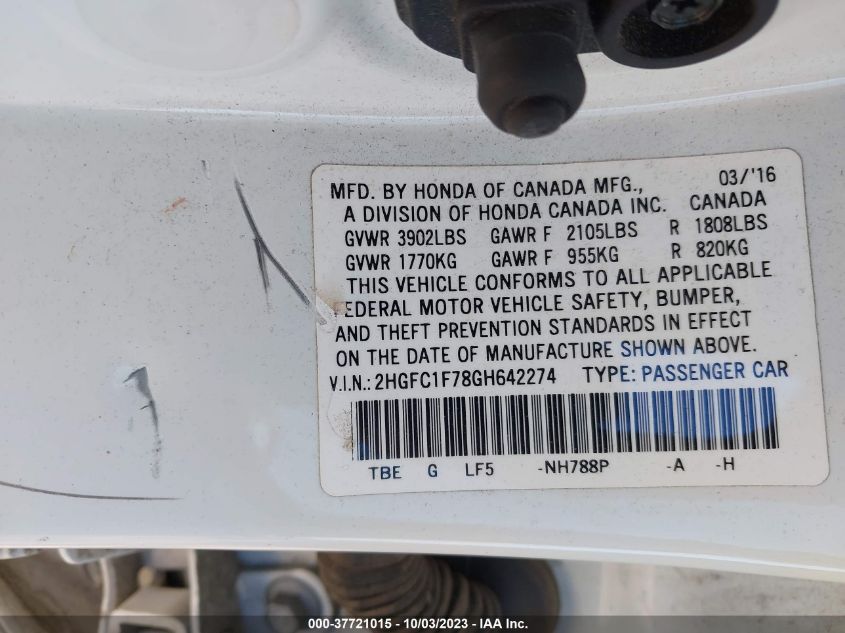 MFD. BY HONDA OF CANADA MFG., 03/'16
A DIVISION OF HONDA CANADA INC. CANADA
GVWR 3902LBS GAWR F 2105LBS R 1808LBS
GVWR 1770KG GAWR F 955KG R 820KG
THIS VEHICLE CONFORMS TO ALL APPLICABLE
EDERAL MOTOR VEHICLE SAFETY, BUMPER,
AND THEFT PREVENTION STANDARDS IN EFFECT
ON THE DATE OF MANUFACTURE SHOWN ABOVE.
V.I.N.: 2HGFC1F78GH642274 TYPE: PASSENGER CAR
TBE G LF5 -NH788P -A -H
000-37721015 / 10/03/2023 - IAA Inc.